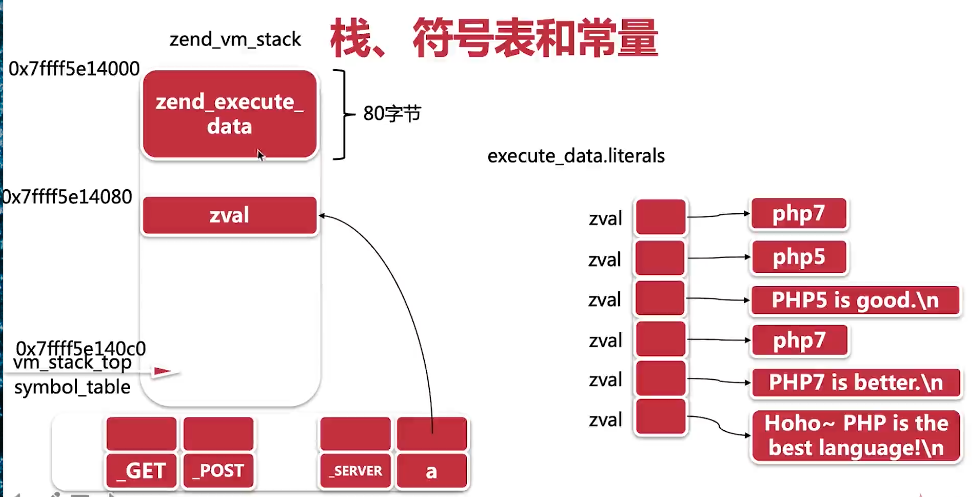 zend_vm_stack
栈、符号表和常量
0x7ffff5e14000
zend_execute_
data
80字节
execute_data.literals
0x7ffff5e14080
zval
zval
php7
zval
php5
zval
PHP5 is good.\n
zval
php7
zval
PHP7 is better.\n
zval
Hoho~ PHP is the
best language!\n
0x7ffff5e140c0
vm_stack_top
symbol_table
_GET
_POST
_SERVER
a